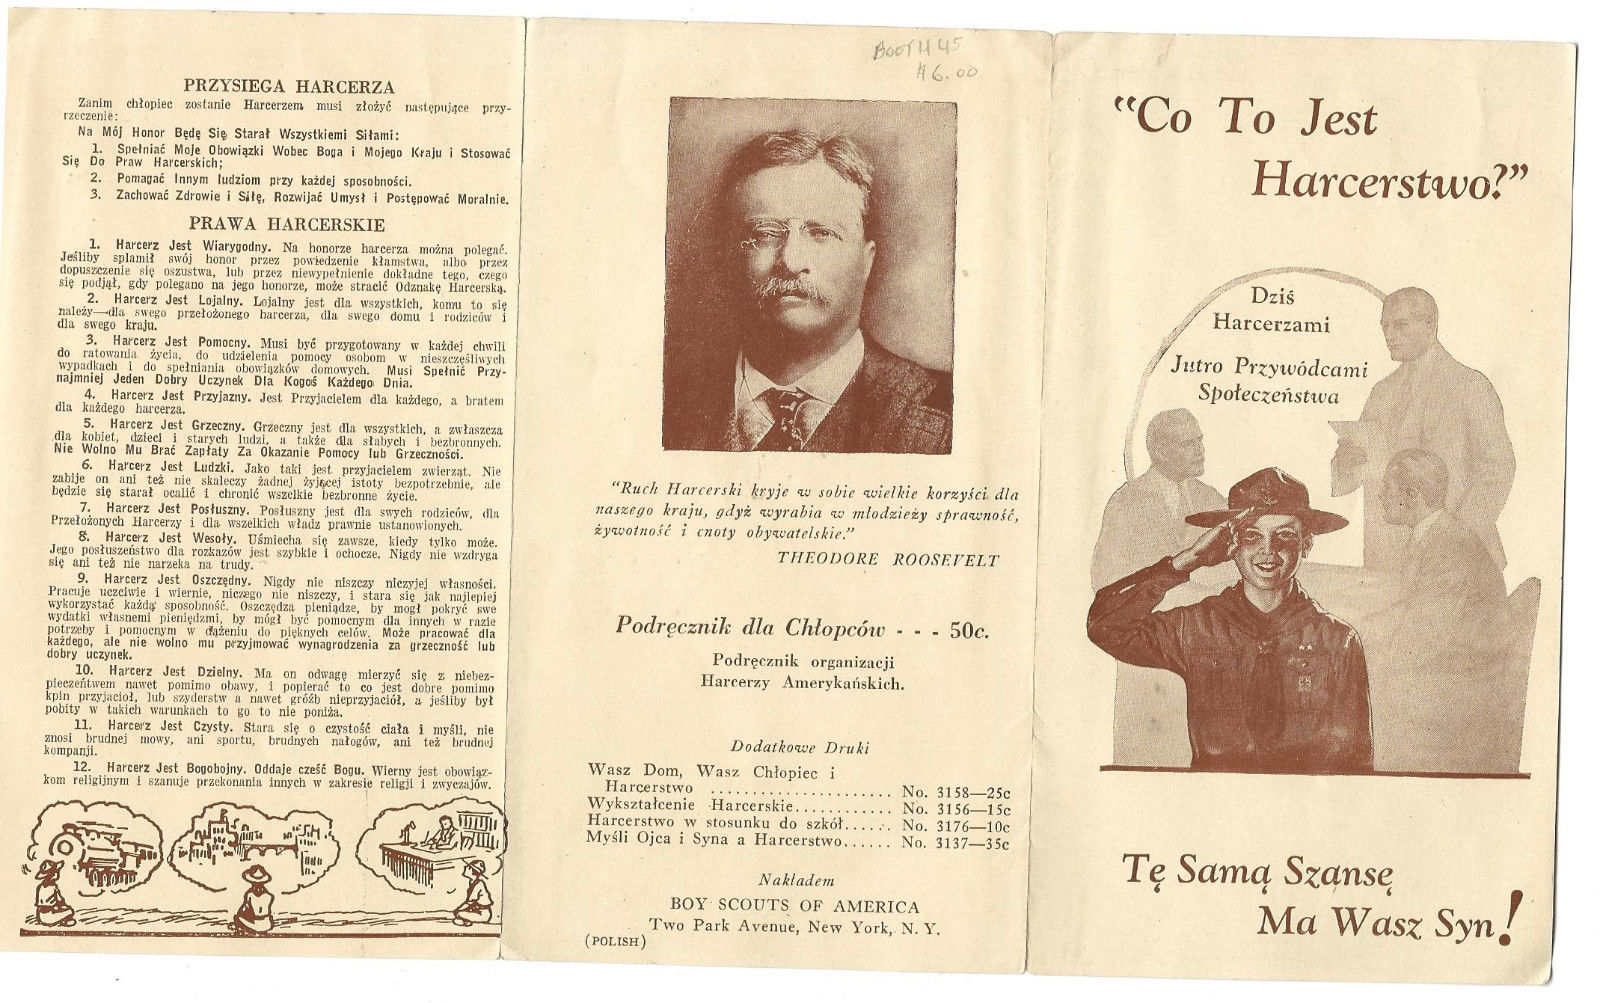 PRZYSIEGA HARCERZA
Zanim chłopiec zostanie Harcerzem musi złożyć następujące przy-
rzeczenie:
Na Mój Honor Będę Się Starał Wszystkiemi Siłami:
1. Spełniać Moje Obowiązki Wobec Boga i Mojego Kraju i Stosować
Się Do Praw Harcerskich;
2. Pomagać Innym ludziom przy każdej sposobności.
3. Zachować Zdrowie i Siłę, Rozwijać Umysł i Postępować Moralnie.
PRAWA HARCERSKIE
1. Harcerz Jest Wiarygodny. Na honorze harcerza można polegać.
Jeśliby splamił swój honor przez powiedzenie kłamstwa, albo przez
dopuszczenie się oszustwa, lub przez niewypełnienie dokładne tego, czego
się podjął, gdy polegano na jego honorze, może stracić Odznakę Harcerską.
2. Harcerz Jest Lojalny. Lojalny jest dla wszystkich, komu to się
należy—dla swego przełożonego harcerza, dla swego domu i rodziców i
dla swego kraju.
3. Harcerz Jest Pomocny. Musi być przygotowany w każdej chwili
do ratowania życia, do udzielenia pomocy osobom w nieszczęśliwych
wypadkach i do spełniania obowiązków domowych. Musi Spełnić Przy-
najmniej Jeden Dobry Uczynek Dla Kogoś Każdego Dnia.
4. Harcerz Jest Przyjazny. Jest Przyjacielem dla każdego, a bratem
dla każdego harcerza.
5. Harcerz Jest Grzeczny. Grzeczny jest dla wszystkich, a zwłaszcza
dla kobiet, dzieci i starych ludzi, a także dla słabych i bezbronnych.
Nie Wolno Mu Brać Zapłaty Za Okazanie Pomocy lub Grzeczności.
6. Harcerz Jest Ludzki. Jako taki jest przyjacielem zwierząt. Nie
zabije on ani też nie skaleczy żadnej żyjącej istoty bezpotrzebnie, ale
będzie się starał ocalić i chronić wszelkie bezbronne życie.
7. Harcerz Jest Posłuszny. Posłuszny jest dla swych rodziców, dla
Przełożonych Harcerzy i dla wszelkich władz prawnie ustanowionych.
8. Harcerz Jest Wesoły. Uśmiecha się zawsze, kiedy tylko może.
Jego posłuszeństwo dla rozkazów jest szybkie i ochocze. Nigdy nie wzdryga
się ani też nie narzeka na trudy.
9. Harcerz Jest Oszczędny. Nigdy nie niszczy niczyjej własności.
Pracuje uczciwie i wiernie, niczego nie niszczy, i stara się jak najlepiej
wykorzystać każdą sposobność. Oszczędza pieniądze, by mogł pokryć swe
wydatki własnemi pieniędzmi, by mógł być pomocnym dla innych w razie
potrzeby i pomocnym w dążeniu do pięknych celów. Może pracować dla
każdego, ale nie wolno mu przyjmować wynagrodzenia za grzeczność lub
dobry uczynek.
10. Harcerz Jest Dzielny. Ma on odwagę mierzyć się z niebez-
pieczeńtwem nawet pomimo obawy, i popierać to co jest dobre pomimo
kpin przyjaciół, lub szyderstw a nawet gróźb nieprzyjaciół, a jeśliby był
pobity w takich warunkach to go to nie poniża.
11. Harcerz Jest Czysty. Stara się o czystość ciała i myśli, nie
znosi brudnej mowy, ani sportu, brudnych nałogów, ani też brudnej
kompanji.
12. Harcerz Jest Bogobojny. Oddaje cześć Bogu. Wierny jest obowiąz-
kom religijnym i szanuje przekonania innych w zakresie religji i zwyczajów.
BOOTH 45
$6.00
"Ruch Harcerski kryje w sobie wielkie korzyści dla
naszego kraju, gdyż wyrabia w młodzieży sprawność,
żywotność i cnoty obywatelskie."
THEODORE ROOSEVELT
Podręcznik dla Chłopców - - - 50c.
Podręcznik organizacji
Harcerzy Amerykańskich.
Dodatkowe Druki
Wasz Dom, Wasz Chłopiec i
Harcerstwo ...................... No. 3158—25c
Wykształcenie Harcerskie............ No. 3156—15c
Harcerstwo w stosunku do szkół...... No. 3176—10c
Myśli Ojca i Syna a Harcerstwo...... No. 3137—35c
Nakładem
BOY SCOUTS OF AMERICA
Two Park Avenue, New York, N. Y.
(POLISH)
"Co To Jest
Harcerstwo?"
Dziś
Harcerzami
Jutro Przywódcami
Społeczeństwa
Tę Samą Szansę
Ma Wasz Syn!